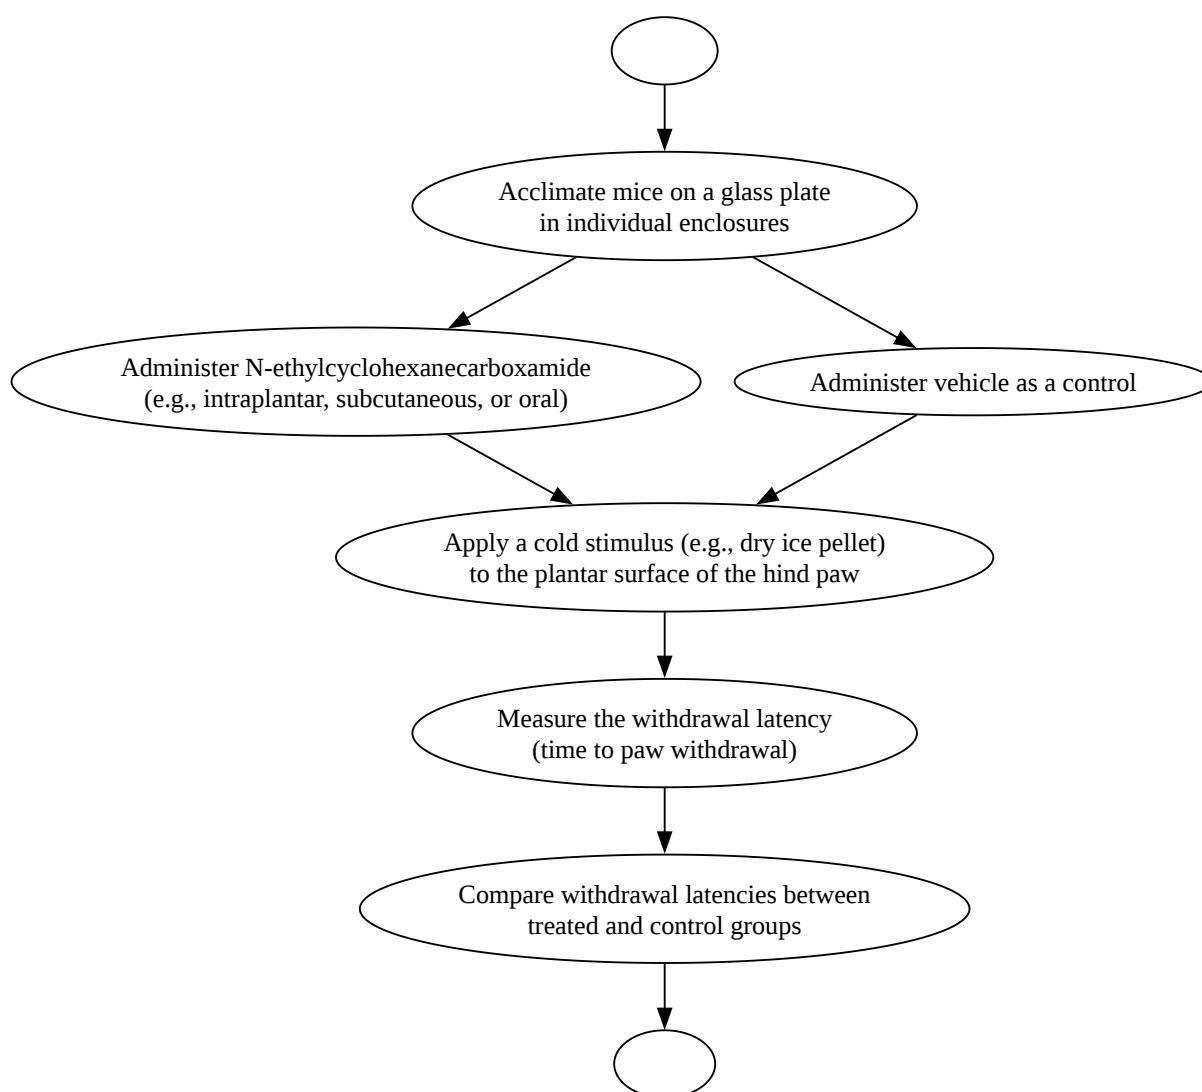 Acclimate mice on a glass plate
in individual enclosures
Administer N-ethylcyclohexanecarboxamide
(e.g., intraplantar, subcutaneous, or oral)
Administer vehicle as a control
Apply a cold stimulus (e.g., dry ice pellet)
to the plantar surface of the hind paw
Measure the withdrawal latency
(time to paw withdrawal)
Compare withdrawal latencies between
treated and control groups